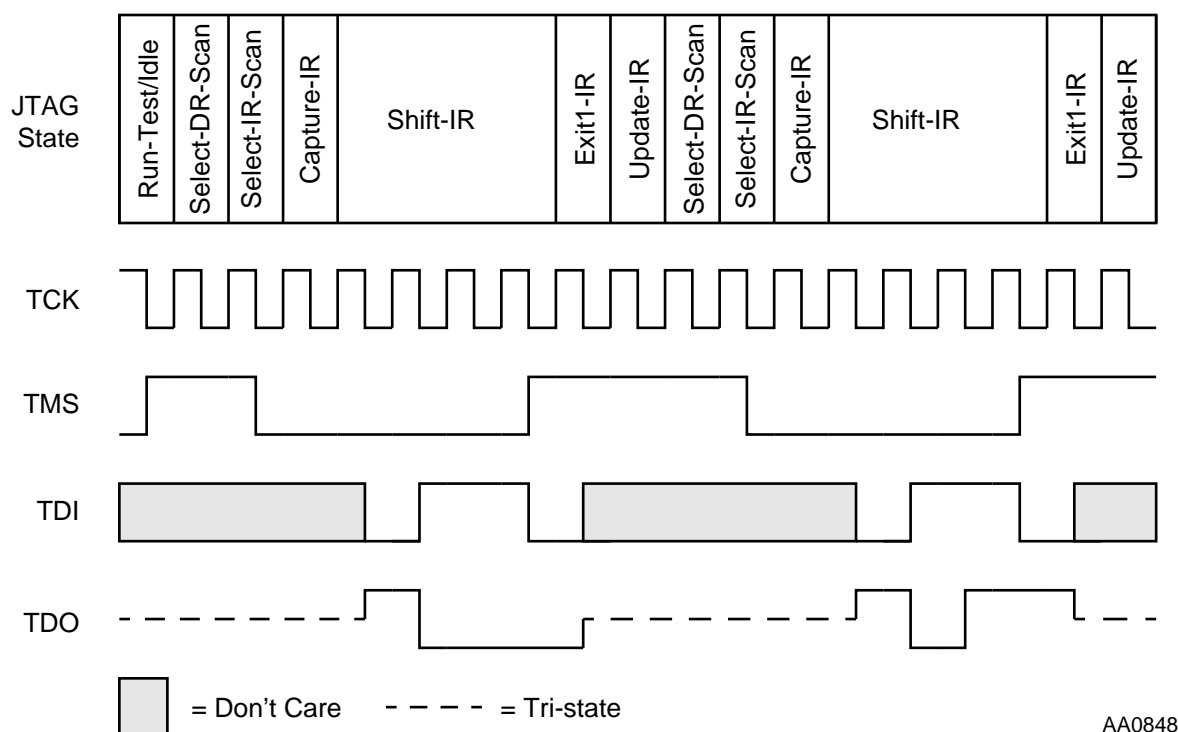 JTAG
State
Run-Test/Idle
Select-DR-Scan
Select-IR-Scan
Capture-IR
Shift-IR
Exit1-IR
Update-IR
Select-DR-Scan
Select-IR-Scan
Capture-IR
Shift-IR
Exit1-IR
Update-IR
TCK
TMS
TDI
TDO
= Don't Care
= Tri-state
AA0848